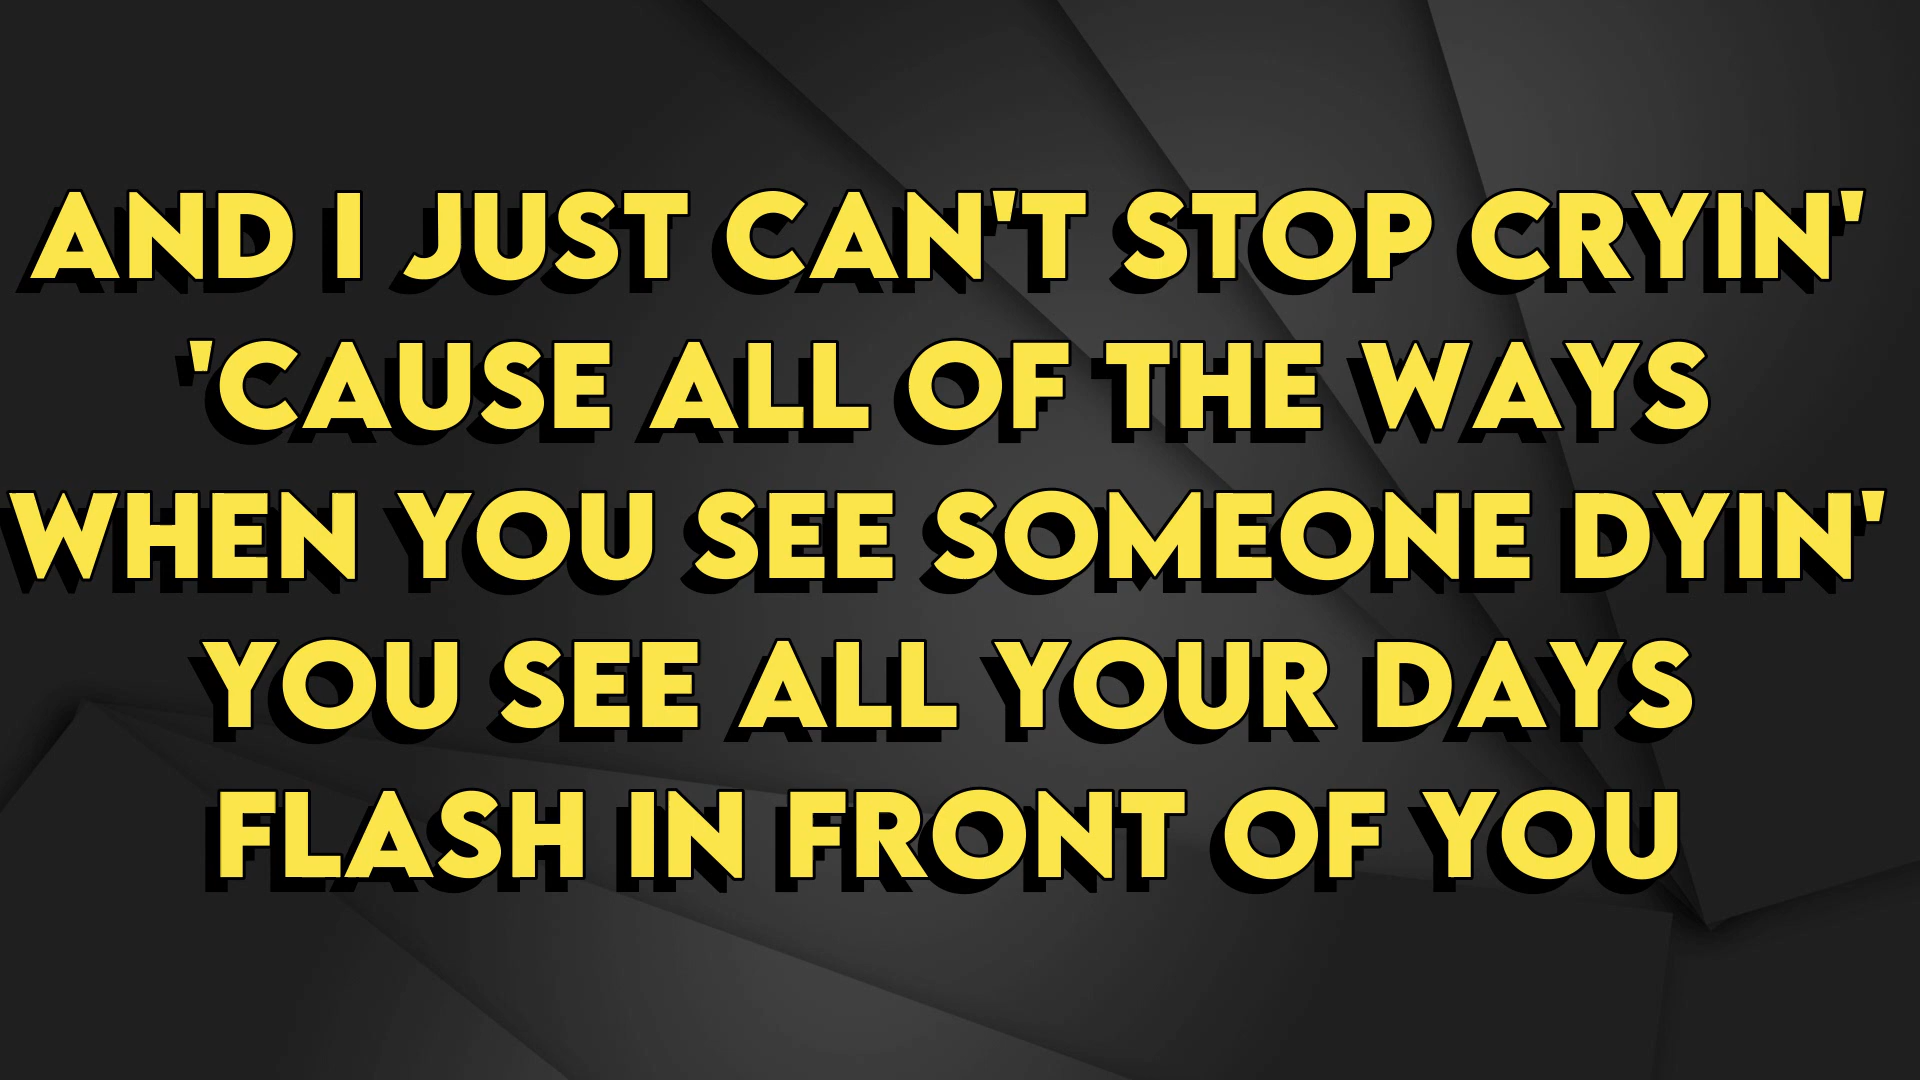 AND I JUST CAN'T STOP CRYIN'
'CAUSE ALL OF THE WAYS
WHEN YOU SEE SOMEONE DYIN'
YOU SEE ALL YOUR DAYS
FLASH IN FRONT OF YOU